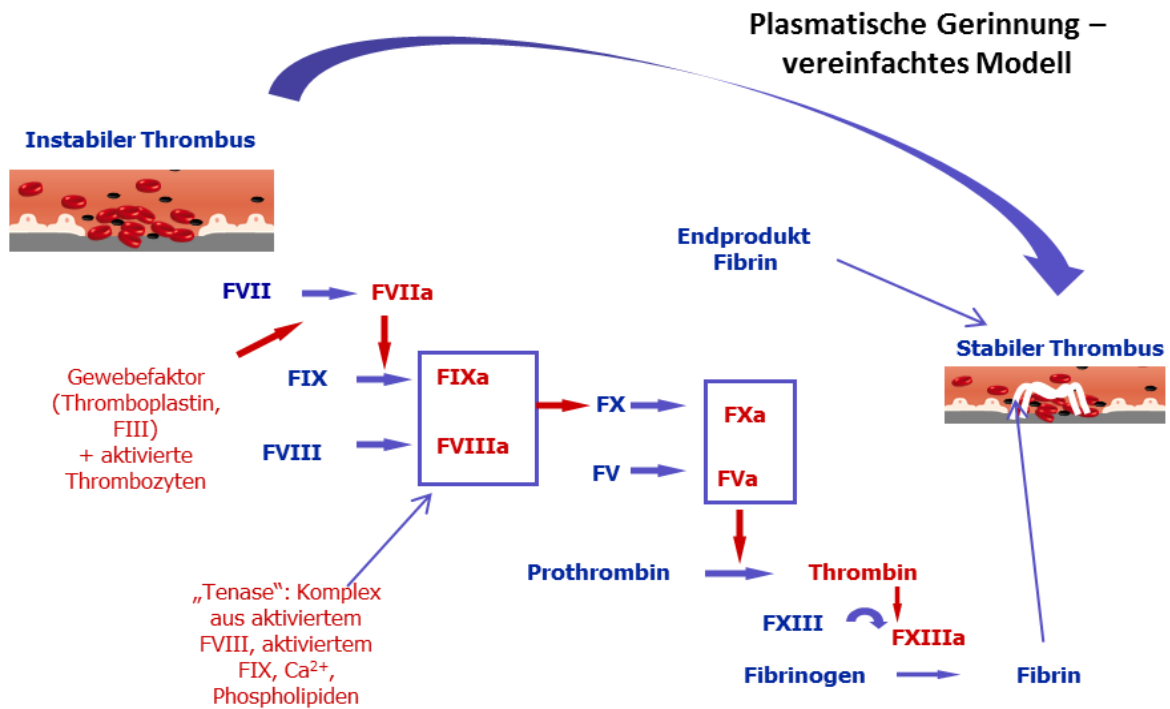 Plasmatische Gerinnung –
vereinfachtes Modell
Instabiler Thrombus
Endprodukt
Fibrin
FVII
FVIIa
Stabiler Thrombus
Gewebefaktor
(Thromboplastin,
FIII)
+ aktivierte
Thrombozyten
FIX
FIXa
FVIII
FVIIIa
FX
FXa
FV
FVa
Prothrombin
Thrombin
„Tenase“: Komplex
aus aktiviertem
FVIII, aktiviertem
FIX, Ca²⁺,
Phospholipiden
FXIII
FXIIIa
Fibrinogen
Fibrin